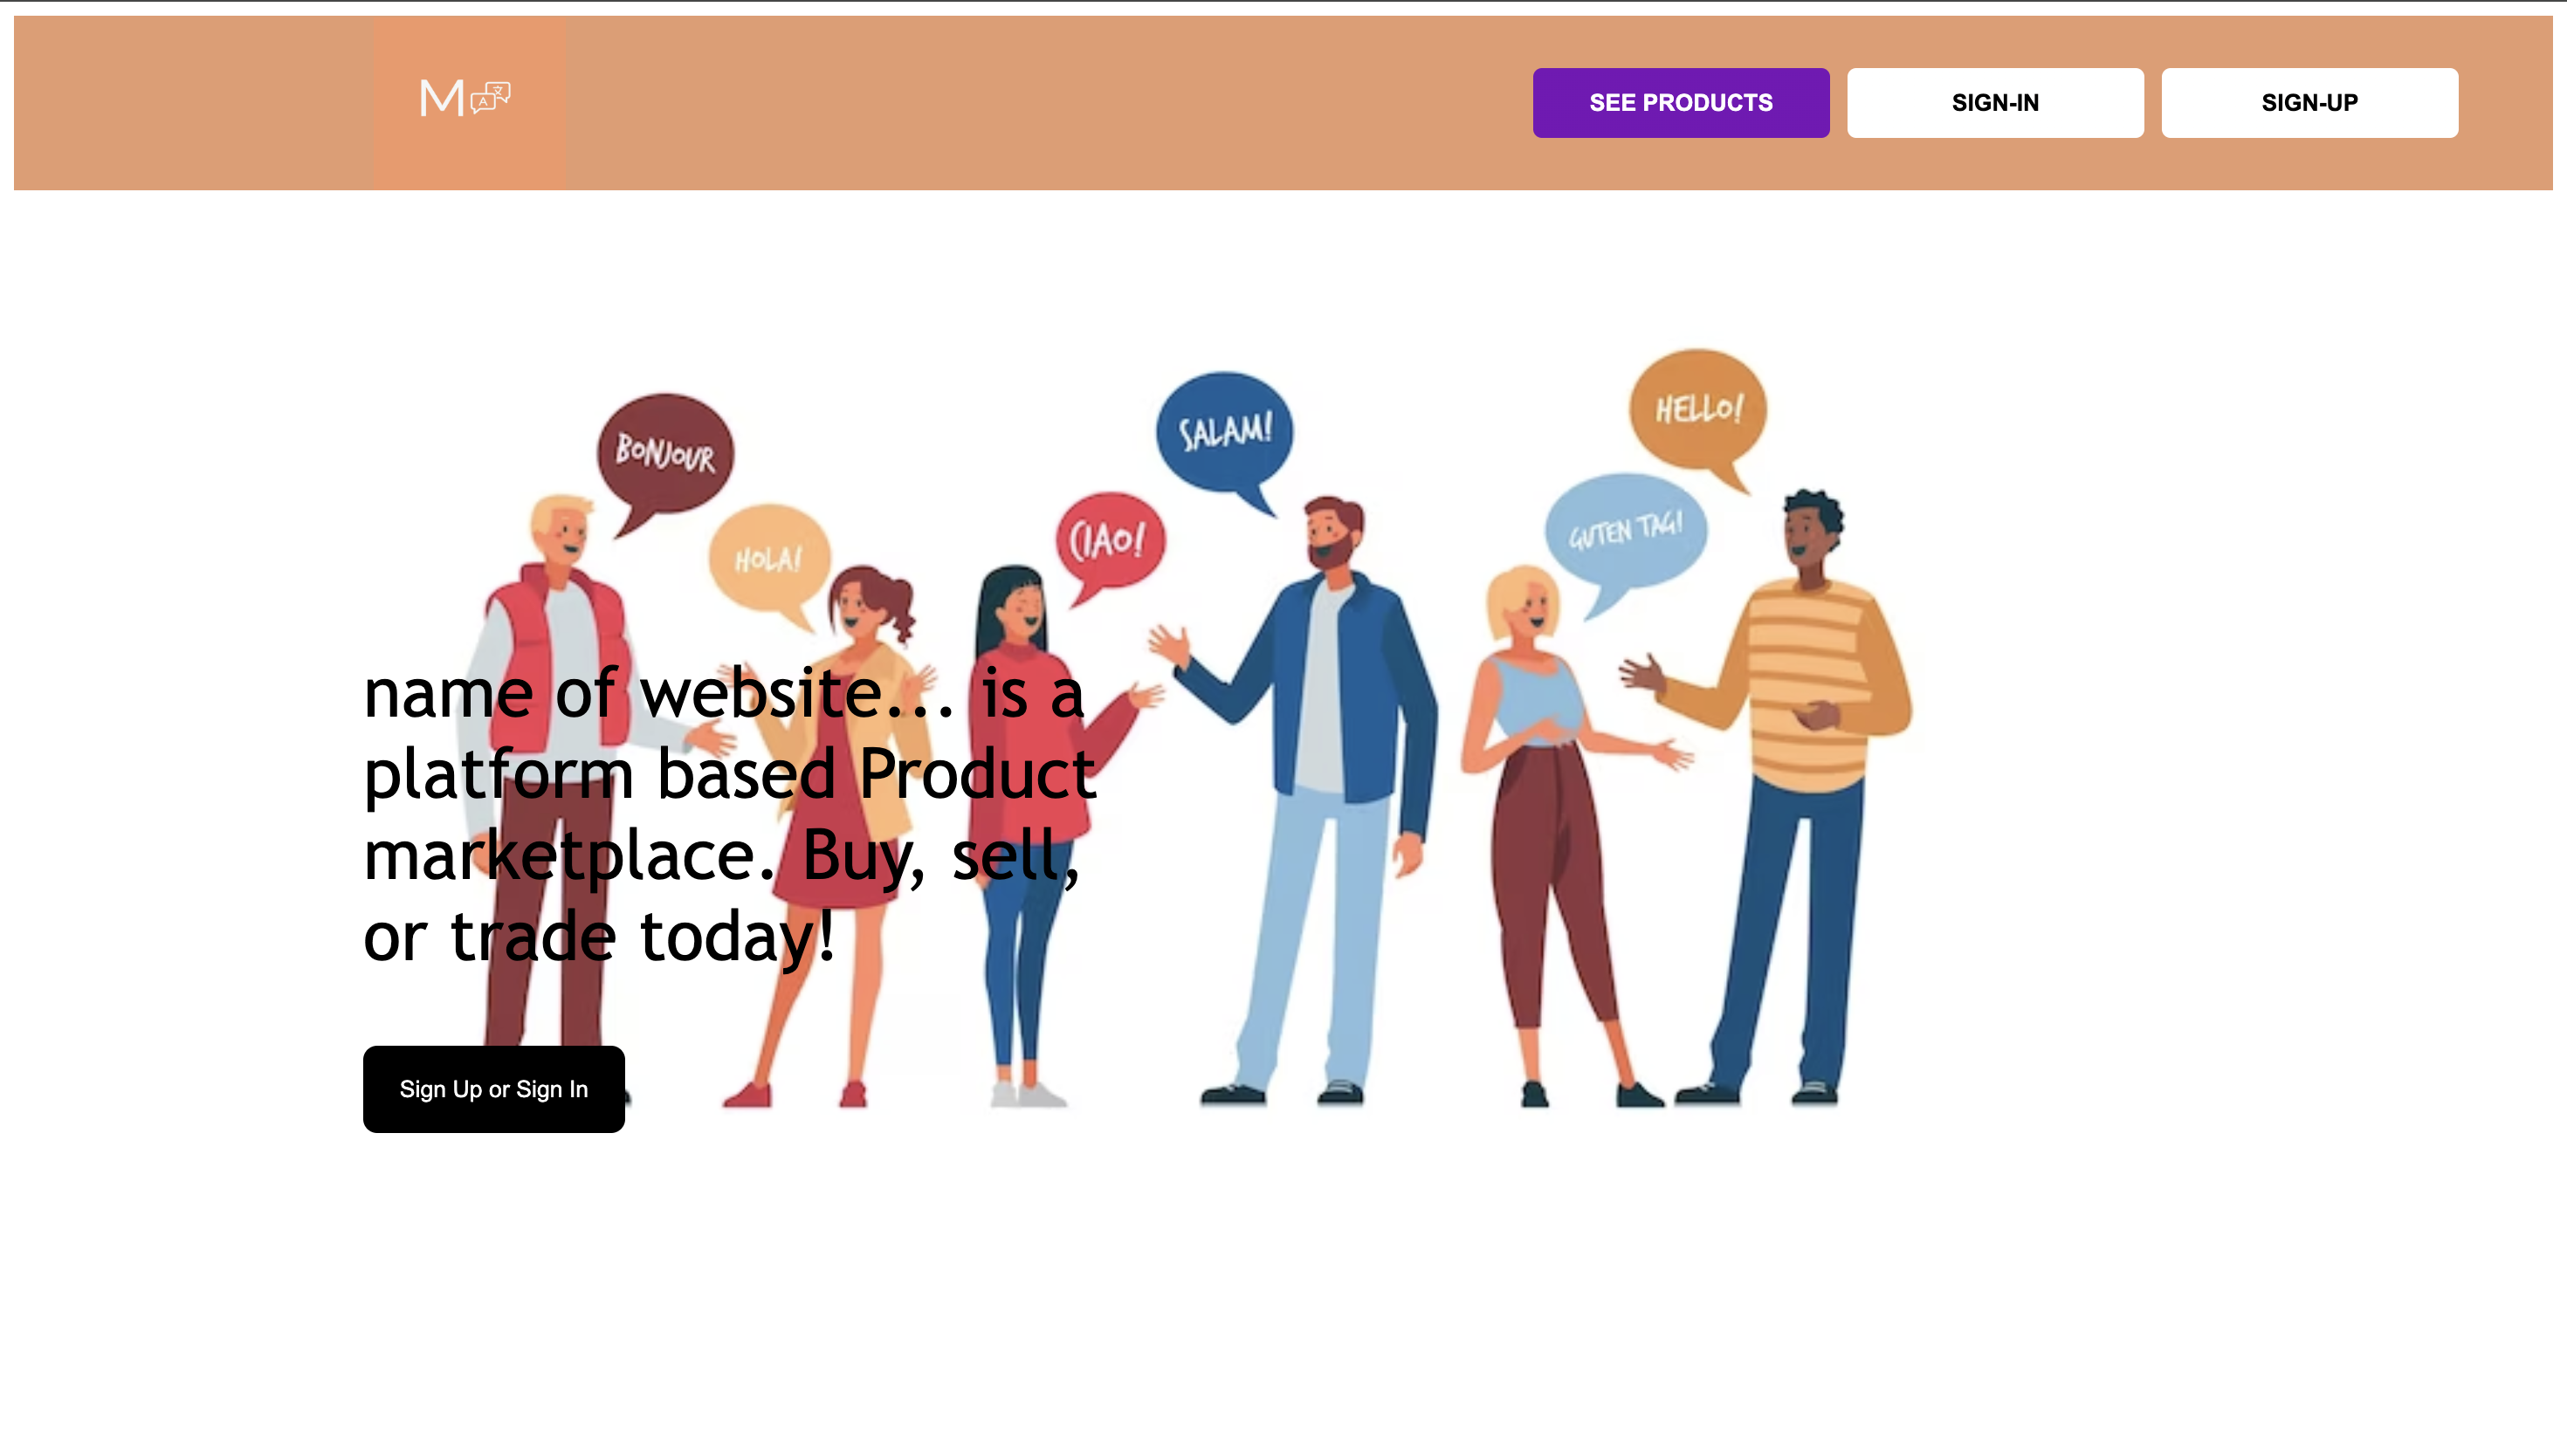 M A 文
SEE PRODUCTS
SIGN-IN
SIGN-UP
BONJOUR
HOLA!
CIAO!
SALAM!
HELLO!
GUTEN TAG!
name of website... is a
platform based Product
marketplace. Buy, sell,
or trade today!
Sign Up or Sign In